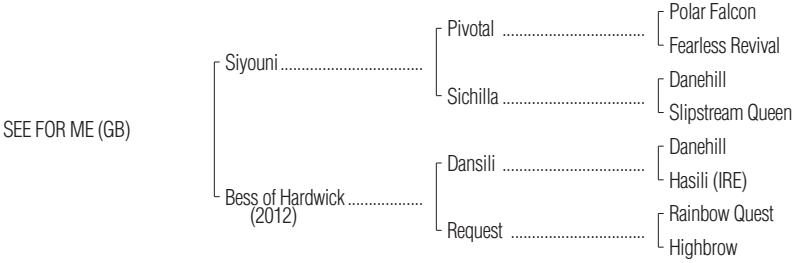 Polar Falcon
Pivotal ..................................
Fearless Revival
Siyouni ..................................
Danehill
Sichilla ..................................
Slipstream Queen
SEE FOR ME (GB)
Danehill
Dansili ..................................
Hasili (IRE)
Bess of Hardwick ..................
(2012)
Rainbow Quest
Request ................................
Highbrow